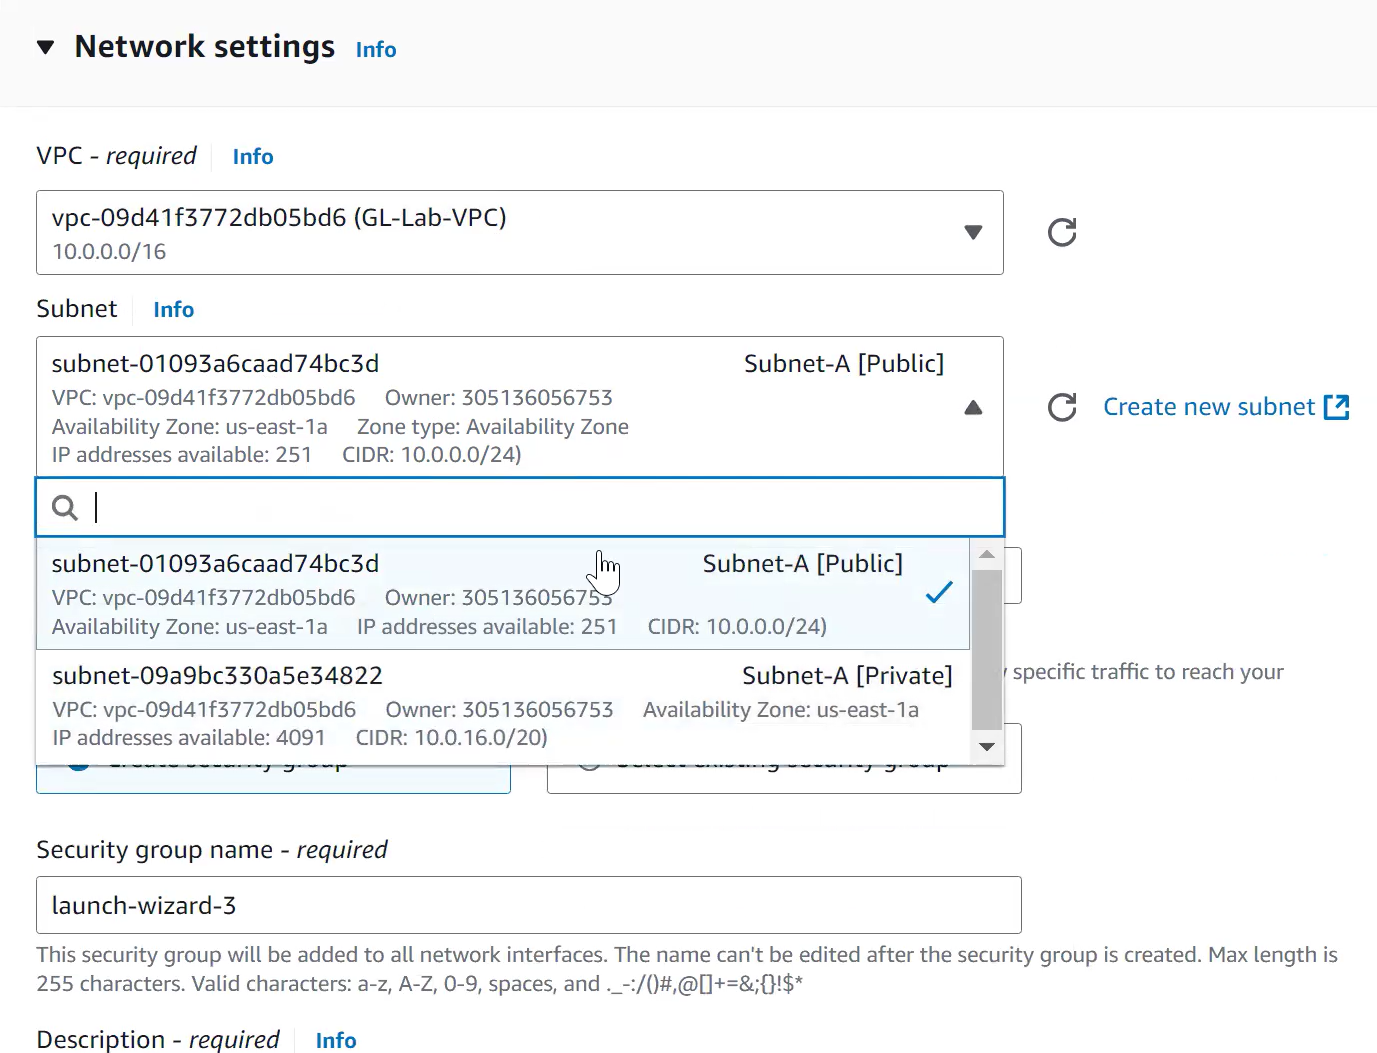 Network settings Info
VPC - required Info
vpc-09d41f3772db05bd6 (GL-Lab-VPC)
10.0.0.0/16
Subnet Info
subnet-01093a6caad74bc3d Subnet-A [Public]
VPC: vpc-09d41f3772db05bd6 Owner: 305136056753
Availability Zone: us-east-1a Zone type: Availability Zone
IP addresses available: 251 CIDR: 10.0.0.0/24)
Create new subnet
subnet-01093a6caad74bc3d Subnet-A [Public]
VPC: vpc-09d41f3772db05bd6 Owner: 305136056753
Availability Zone: us-east-1a IP addresses available: 251 CIDR: 10.0.0.0/24)
subnet-09a9bc330a5e34822 Subnet-A [Private]
VPC: vpc-09d41f3772db05bd6 Owner: 305136056753 Availability Zone: us-east-1a
IP addresses available: 4091 CIDR: 10.0.16.0/20)
specific traffic to reach your
Create security group Select existing security group
Security group name - required
launch-wizard-3
This security group will be added to all network interfaces. The name can't be edited after the security group is created. Max length is
255 characters. Valid characters: a-z, A-Z, 0-9, spaces, and ._-:/()#,@[]+=&;{}!$*
Description - required Info